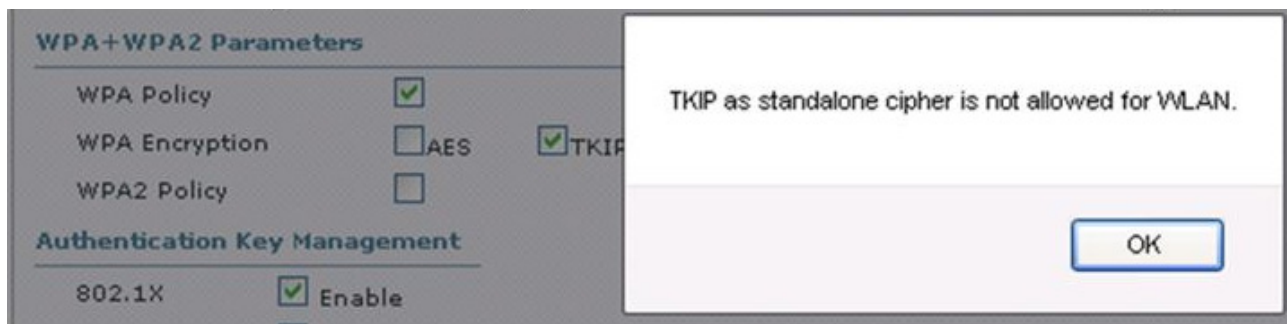 WPA+WPA2 Parameters
WPA Policy
WPA Encryption AES TKIP
WPA2 Policy
Authentication Key Management
802.1X Enable
TKIP as standalone cipher is not allowed for WLAN.
OK